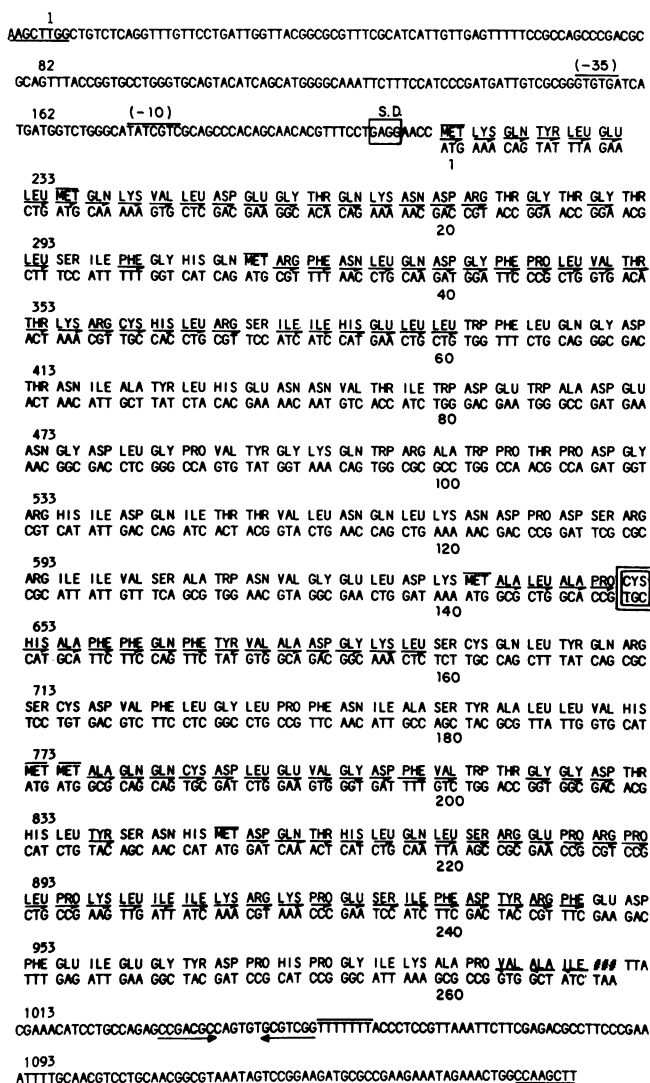 1
AAGCTTGGCTGTCTCAGGTTTGTTCCTGATTGGTTACGGCGCGTTTCGCATCATTGTTGAGTTTTTCCGCCAGCCCGACGC
82
GCAGTTTACCGGTGCCTGGGTGCAGTACATCAGCATGGGGCAAATTCTTTCCATCCCGATGATTGTCGCGGGTGTGATCA
(-35)
162
(-10)
S.D.
TGATGGTCTGGGCATATCGTCGCAGCCCACAGCAACACGTTTCCTGAGGAACC MET LYS GLN TYR LEU GLU
ATG AAA CAG TAT TTA GAA
1
233
LEU MET GLN LYS VAL LEU ASP GLU GLY THR GLN LYS ASN ASP ARG THR GLY THR GLY THR
CTG ATG CAA AAA GTG CTC GAC GAA GGC ACA CAG AAA AAC GAC CGT ACC GGA ACC GGA ACG
20
293
LEU SER ILE PHE GLY HIS GLN MET ARG PHE ASN LEU GLN ASP GLY PHE PRO LEU VAL THR
CTT TCC ATT TTT GGT CAT CAG ATG CGT TTT AAC CTG CAA GAT GGA TTC CCG CTG GTG ACA
40
353
THR LYS ARG CYS HIS LEU ARG SER ILE ILE HIS GLU LEU LEU TRP PHE LEU GLN GLY ASP
ACT AAA CGT TGC CAC CTG CGT TCC ATC ATC CAT GAA CTG CTG TGG TTT CTG CAG GGC GAC
60
413
THR ASN ILE ALA TYR LEU HIS GLU ASN ASN VAL THR ILE TRP ASP GLU TRP ALA ASP GLU
ACT AAC ATT GCT TAT CTA CAC GAA AAC AAT GTC ACC ATC TGG GAC GAA TGG GCC GAT GAA
80
473
ASN GLY ASP LEU GLY PRO VAL TYR GLY LYS GLN TRP ARG ALA TRP PRO THR PRO ASP GLY
AAC GGC GAC CTC GGG CCA GTG TAT GGT AAA CAG TGG CGC GCC TGG CCA ACG CCA GAT GGT
100
533
ARG HIS ILE ASP GLN ILE THR THR VAL LEU ASN GLN LEU LYS ASN ASP PRO ASP SER ARG
CGT CAT ATT GAC CAG ATC ACT ACG GTA CTG AAC CAG CTG AAA AAC GAC CCG GAT TCG CGC
120
593
ARG ILE ILE VAL SER ALA TRP ASN VAL GLY GLU LEU ASP LYS MET ALA LEU ALA PRO CYS
CGC ATT ATT GTT TCA GCG TGG AAC GTA GGC GAA CTG GAT AAA ATG GCG CTG GCA CCG TGC
140
653
HIS ALA PHE PHE GLN PHE TYR VAL ALA ASP GLY LYS LEU SER CYS GLN LEU TYR GLN ARG
CAT GCA TTC TTC CAG TTC TAT GTG GCA GAC GGC AAA CTC TCT TGC CAG CTT TAT CAG CGC
160
713
SER CYS ASP VAL PHE LEU GLY LEU PRO PHE ASN ILE ALA SER TYR ALA LEU LEU VAL HIS
TCC TGT GAC GTC TTC CTC GGC CTG CCG TTC AAC ATT GCC AGC TAC GCG TTA TTG GTG CAT
180
773
MET MET ALA GLN GLN CYS ASP LEU GLU VAL GLY ASP PHE VAL TRP THR GLY GLY ASP THR
ATG ATG GCG CAG CAG TGC GAT CTG GAA GTG GGT GAT TTT GTC TGG ACC GGT GGC GAC ACG
200
833
HIS LEU TYR SER ASN HIS MET ASP GLN THR HIS LEU GLN LEU SER ARG GLU PRO ARG PRO
CAT CTG TAC AGC AAC CAT ATG GAT CAA ACT CAT CTG CAA TTA AGC CGC GAA CCG CGT CCG
220
893
LEU PRO LYS LEU ILE ILE LYS ARG LYS PRO GLU SER ILE PHE ASP TYR ARG PHE GLU ASP
CTG CCG AAG TTG ATT ATC AAA CGT AAA CCC GAA TCC ATC TTC GAC TAC CGT TTC GAA GAC
240
953
PHE GLU ILE GLU GLY TYR ASP PRO HIS PRO GLY ILE LYS ALA PRO VAL ALA ILE ### TTA
TTT GAG ATT GAA GGC TAC GAT CCG CAT CCG GGC ATT AAA GCG CCG GTG GCT ATC TAA
260
1013
CGAAACATCCTGCCAGAGCCGACGCCAGTGTGCGTCGGTTTTTTTACCCTCCGTTAAATTCTTCGAGACGCCTTCCCGAA
1093
ATTTTGCAACGTCCTGCAACGGCGTAAATAGTCCGGAAGATGCGCCGAAGAAATAGAAACTGGCCAAGCTT